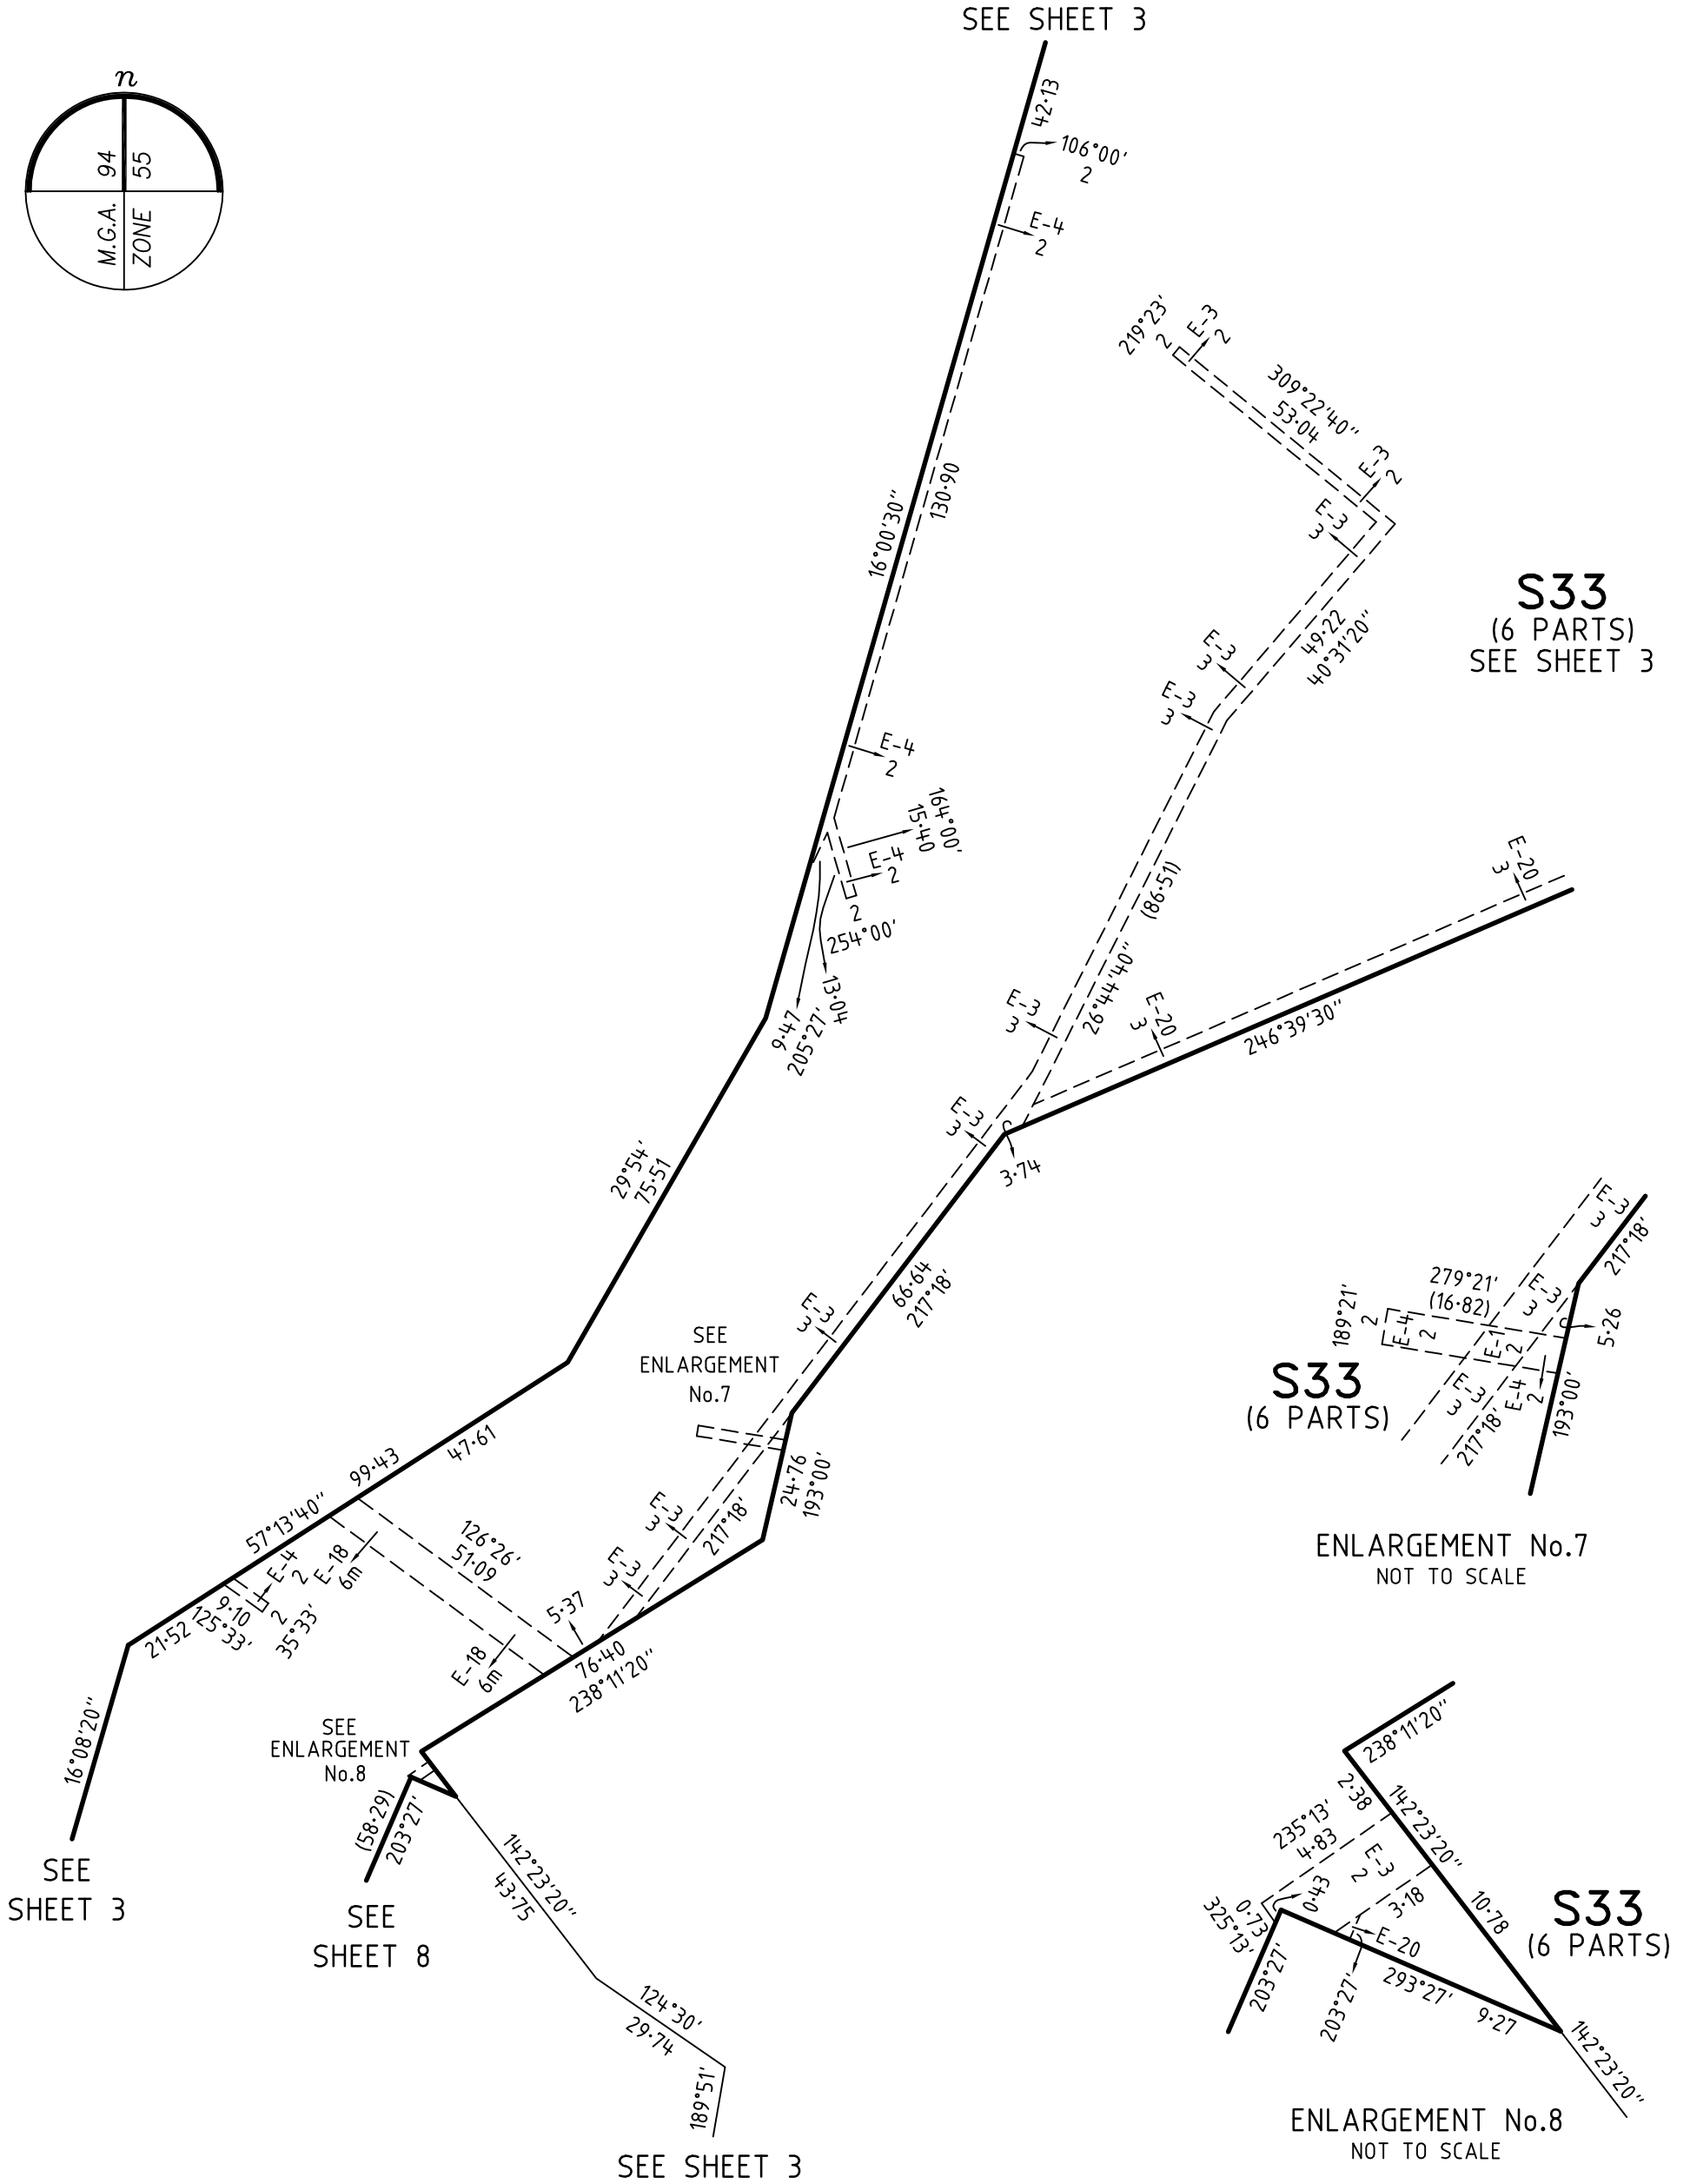 SEE SHEET 3
n
M.G.A. 94
ZONE 55
42·13
106°00'
2
E-4
2
219°23'
2
E-3
2
309°22'40"
53·04
E-3
2
E-3
3
16°00'30"
130·90
S33
(6 PARTS)
SEE SHEET 3
49·22
40°31'20"
E-3
3
E-3
3
E-4
2
164°00'
15·40
E-4
2
2
254°00'
13·04
9·47
205°27'
(86·51)
26°44'40"
E-20
3
E-3
3
E-20
3
246°39'30"
E-3
3
3·74
29°54'
75·51
66·64
217°18'
E-3
3
SEE
ENLARGEMENT
No.7
E-3
3
217°18'
279°21'
(16·82)
E-3
3
189°21'
2
E-4
2
E-1
2
5·26
S33
(6 PARTS)
E-3
3
E-4
2
217°18'
193°00'
ENLARGEMENT No.7
NOT TO SCALE
99·43
47·61
57°13'40"
24·76
193°00'
E-3
3
217°18'
126°26'
51·09
E-18
6m
E-4
2
E-3
3
9·10
125°33'
2
35°33'
21·52
5·37
E-18
6m
76·40
238°11'20"
16°08'20"
SEE
SHEET 3
SEE
ENLARGEMENT
No.8
(58·29)
203°27'
SEE
SHEET 8
142°23'20"
43·75
124°30'
29·74
189°51'
SEE SHEET 3
238°11'20"
2·38
142°23'20"
235°13'
4·83
E-3
2
0·43
3·18
0·73
325°13'
10·78
S33
(6 PARTS)
E-20
203°27'
203°27'
293°27'
9·27
142°23'20"
ENLARGEMENT No.8
NOT TO SCALE